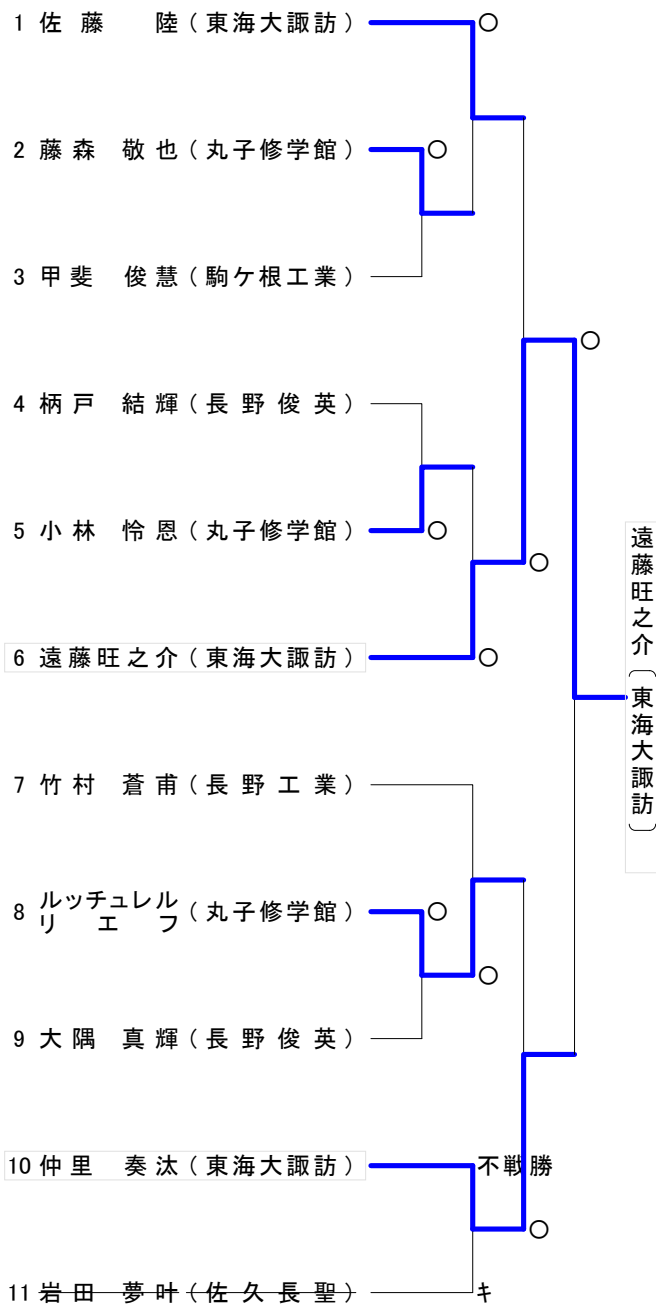 1 佐藤 陸 (東海大諏訪) ○
2 藤森 敬也 (丸子修学館) ○
3 甲斐 俊慧 (駒ケ根工業)
○
4 柄戸 結輝 (長野俊英)
5 小林 怜恩 (丸子修学館) ○
○
6 遠藤旺之介 (東海大諏訪) ○
遠藤旺之介〔東海大諏訪〕
7 竹村 蒼甫 (長野工業)
8 ルッチュレルリエフ (丸子修学館) ○
○
9 大隅 真輝 (長野俊英)
10 仲里 奏汰 (東海大諏訪) 不戦勝
○
11 岩田 夢叶 (佐久長聖) キ